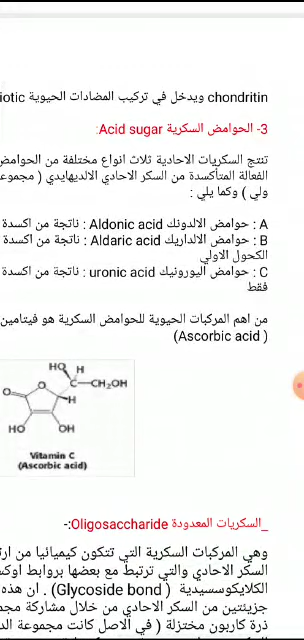 chondritin ويدخل في تركيب المضادات الحيوية iotic
3- الحوامض السكرية Acid sugar:
تنتج السكريات الاحادية ثلاث انواع مختلفة من الحوامض
الفعالة المتأكسدة من السكر الاحادي الالديهايدي ( مجموعة
ولي ) وكما يلي :
A : حوامض الالدونك Aldonic acid : ناتجة من اكسدة
B : حوامض الالداريك Aldaric acid : ناتجة من اكسدة
الكحول الاولي
C : حوامض اليورونيك uronic acid : ناتجة من اكسدة
فقط
من اهم المركبات الحيوية للحوامض السكرية هو فيتامين
(Ascorbic acid )
HO H
C—CH₂OH
O O H
HO OH
Vitamin C
(Ascorbic acid)
_السكريات المعدودة Oligosaccharide:-
وهي المركبات السكرية التي تتكون كيميائيا من
السكر الاحادي والتي ترتبط مع بعضها بروابط
الكلايكوسيدية (Glycoside bond ) . ان هذه
جزيئتين من السكر الاحادي من خلال مشاركة
ذرة كاربون مختزلة ( في الاصل كانت مجموعة